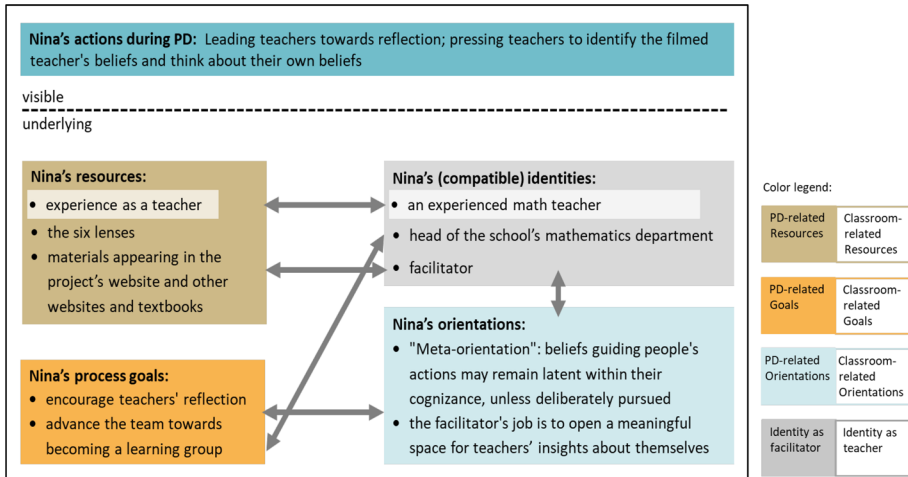 Nina's actions during PD: Leading teachers towards reflection; pressing teachers to identify the filmed
teacher's beliefs and think about their own beliefs
visible
underlying
Nina's resources:
• experience as a teacher
• the six lenses
• materials appearing in the
project's website and other
websites and textbooks
Nina's (compatible) identities:
• an experienced math teacher
• head of the school's mathematics department
• facilitator
Nina's process goals:
• encourage teachers' reflection
• advance the team towards
becoming a learning group
Nina's orientations:
• "Meta-orientation": beliefs guiding people's
actions may remain latent within their
cognizance, unless deliberately pursued
• the facilitator's job is to open a meaningful
space for teachers' insights about themselves
Color legend:
PD-related
Resources
Classroom-
related
Resources
PD-related
Goals
Classroom-
related
Goals
PD-related
Orientations
Classroom-
related
Orientations
Identity as
facilitator
Identity as
teacher